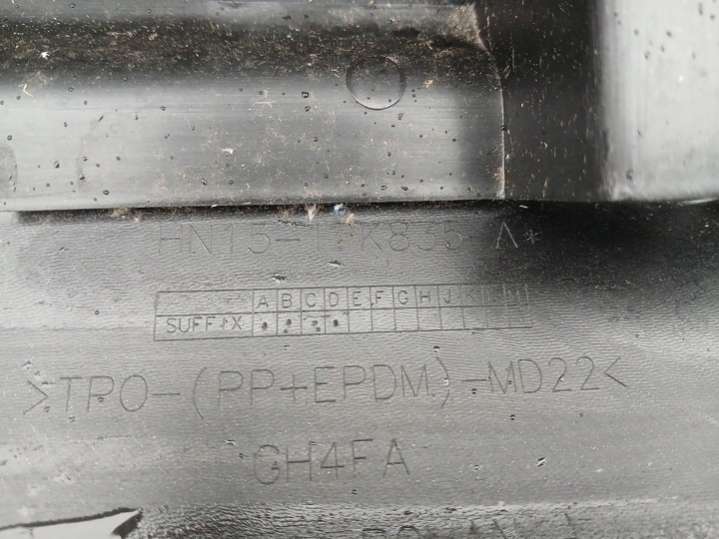 HN15-17K835-A*
A B C D E F G H J K L M
SUFFIX
>TPO-(PP+EPDM)-MD22<
GH4FA